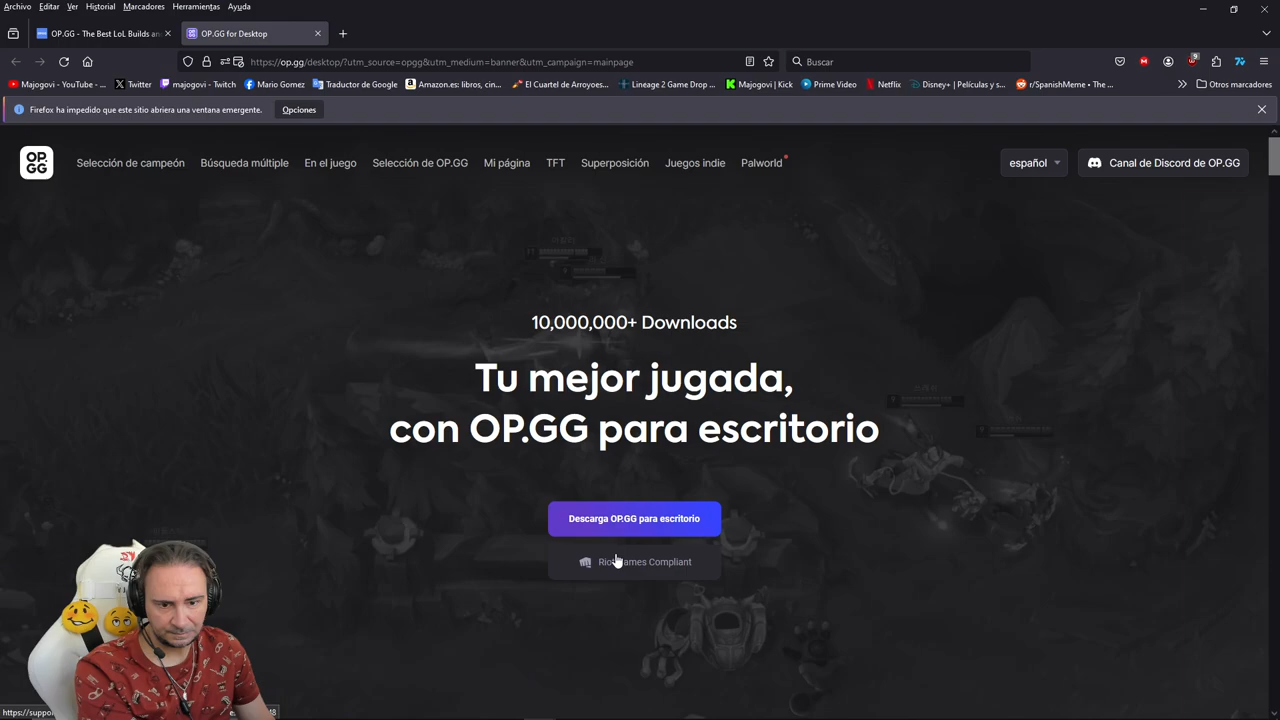 Archivo Editar Ver Historial Marcadores Herramientas Ayuda
OP.GG - The Best LoL Builds an
OP.GG for Desktop
https://op.gg/desktop/?utm_source=opgg&utm_medium=banner&utm_campaign=mainpage
Buscar
9
Majogovi - YouTube - ... Twitter majogovi - Twitch Mario Gomez Traductor de Google Amazon.es: libros, cin... El Cuartel de Arroyoes... Lineage 2 Game Drop ... Majogovi | Kick Prime Video Netflix Disney+ | Películas y s... r/SpanishMeme • The ... Otros marcadores
Firefox ha impedido que este sitio abriera una ventana emergente. Opciones
OP.
GG
Selección de campeón Búsqueda múltiple En el juego Selección de OP.GG Mi página TFT Superposición Juegos indie Palworld
español
Canal de Discord de OP.GG
10,000,000+ Downloads
Tu mejor jugada,
con OP.GG para escritorio
Descarga OP.GG para escritorio
Compliant
https://suppo